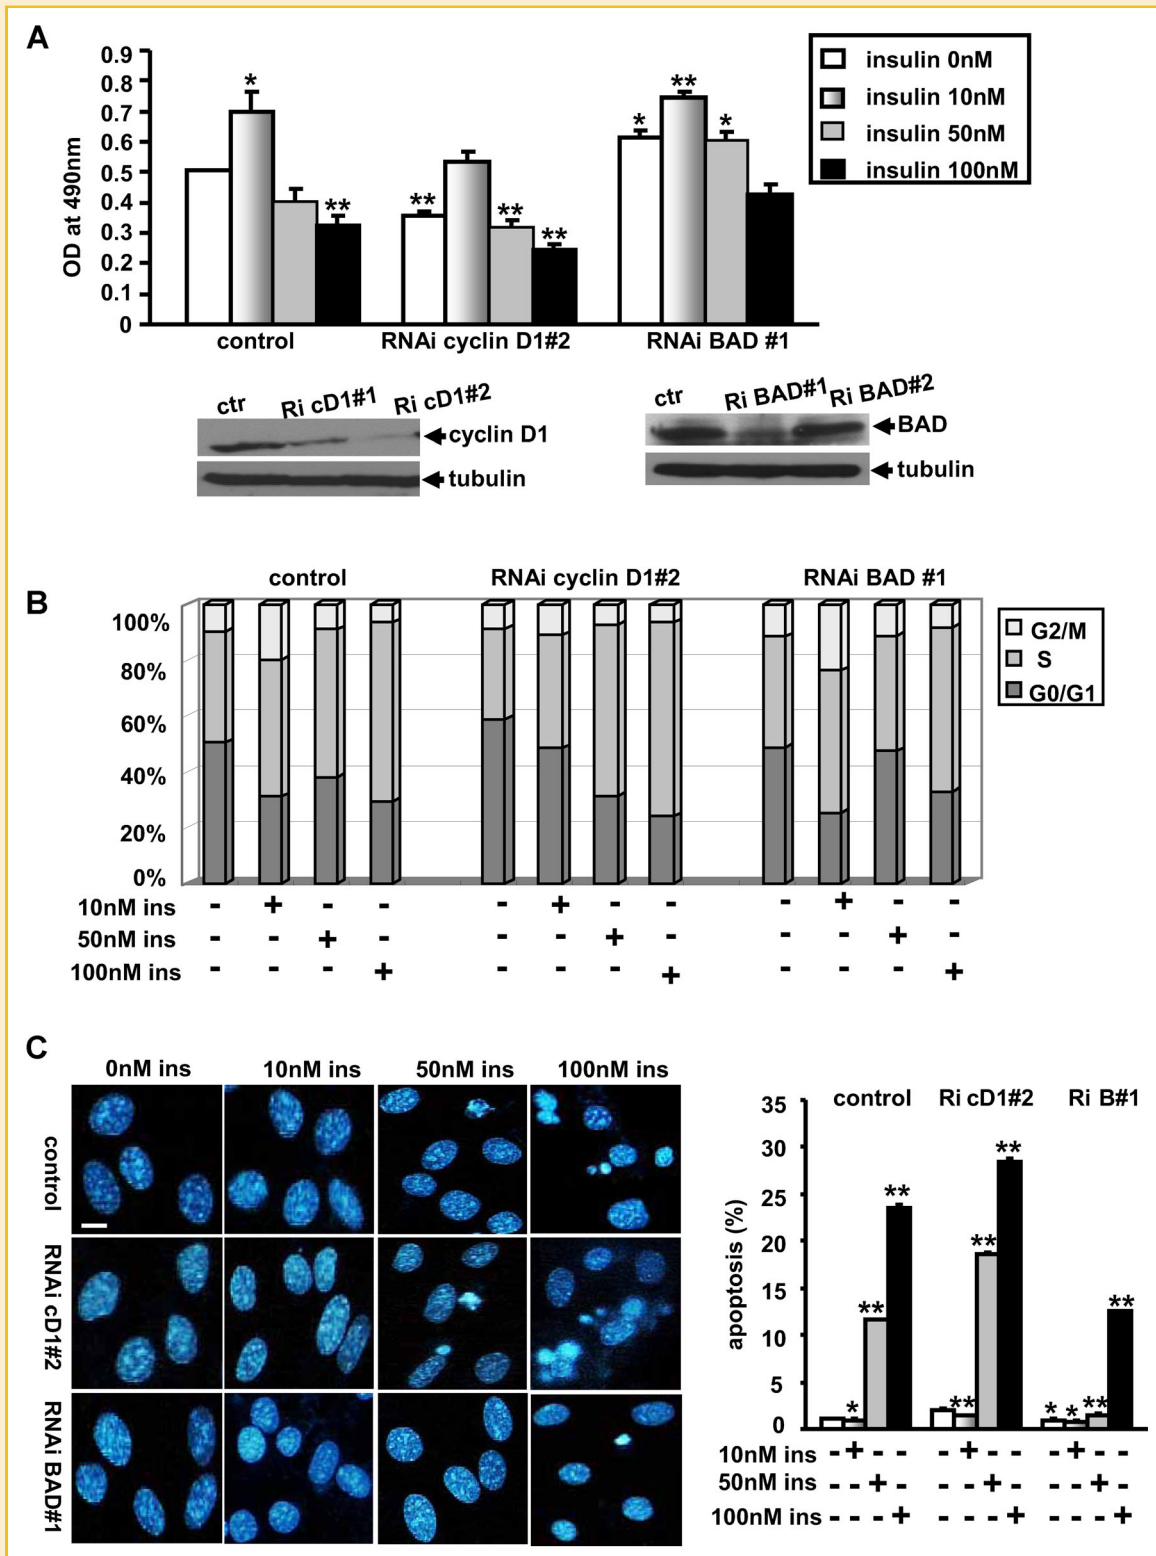 A
0.9
0.8
0.7
0.6
0.5
0.4
0.3
0.2
0.1
0
OD at 490nm
*
**
**
**
**
*
**
*
insulin 0nM
insulin 10nM
insulin 50nM
insulin 100nM
control RNAi cyclin D1#2 RNAi BAD #1
ctr Ri cD1#1 Ri cD1#2
cyclin D1
tubulin
ctr Ri BAD#1 Ri BAD#2
BAD
tubulin
B
control RNAi cyclin D1#2 RNAi BAD #1
100%
80%
60%
40%
20%
0%
G2/M
S
G0/G1
10nM ins - + - - - + - - - + - -
50nM ins - - + - - - + - - - + -
100nM ins - - - + - - - + - - - +
C
0nM ins 10nM ins 50nM ins 100nM ins
control
RNAi cD1#2
RNAi BAD#1
control Ri cD1#2 Ri B#1
35
30
25
20
15
10
5
0
apoptosis (%)
*
**
**
**
**
**
*
*
**
**
10nM ins - + - - - + - - - + - -
50nM ins - - + - - - + - - - + -
100nM ins - - - + - - - + - - - +